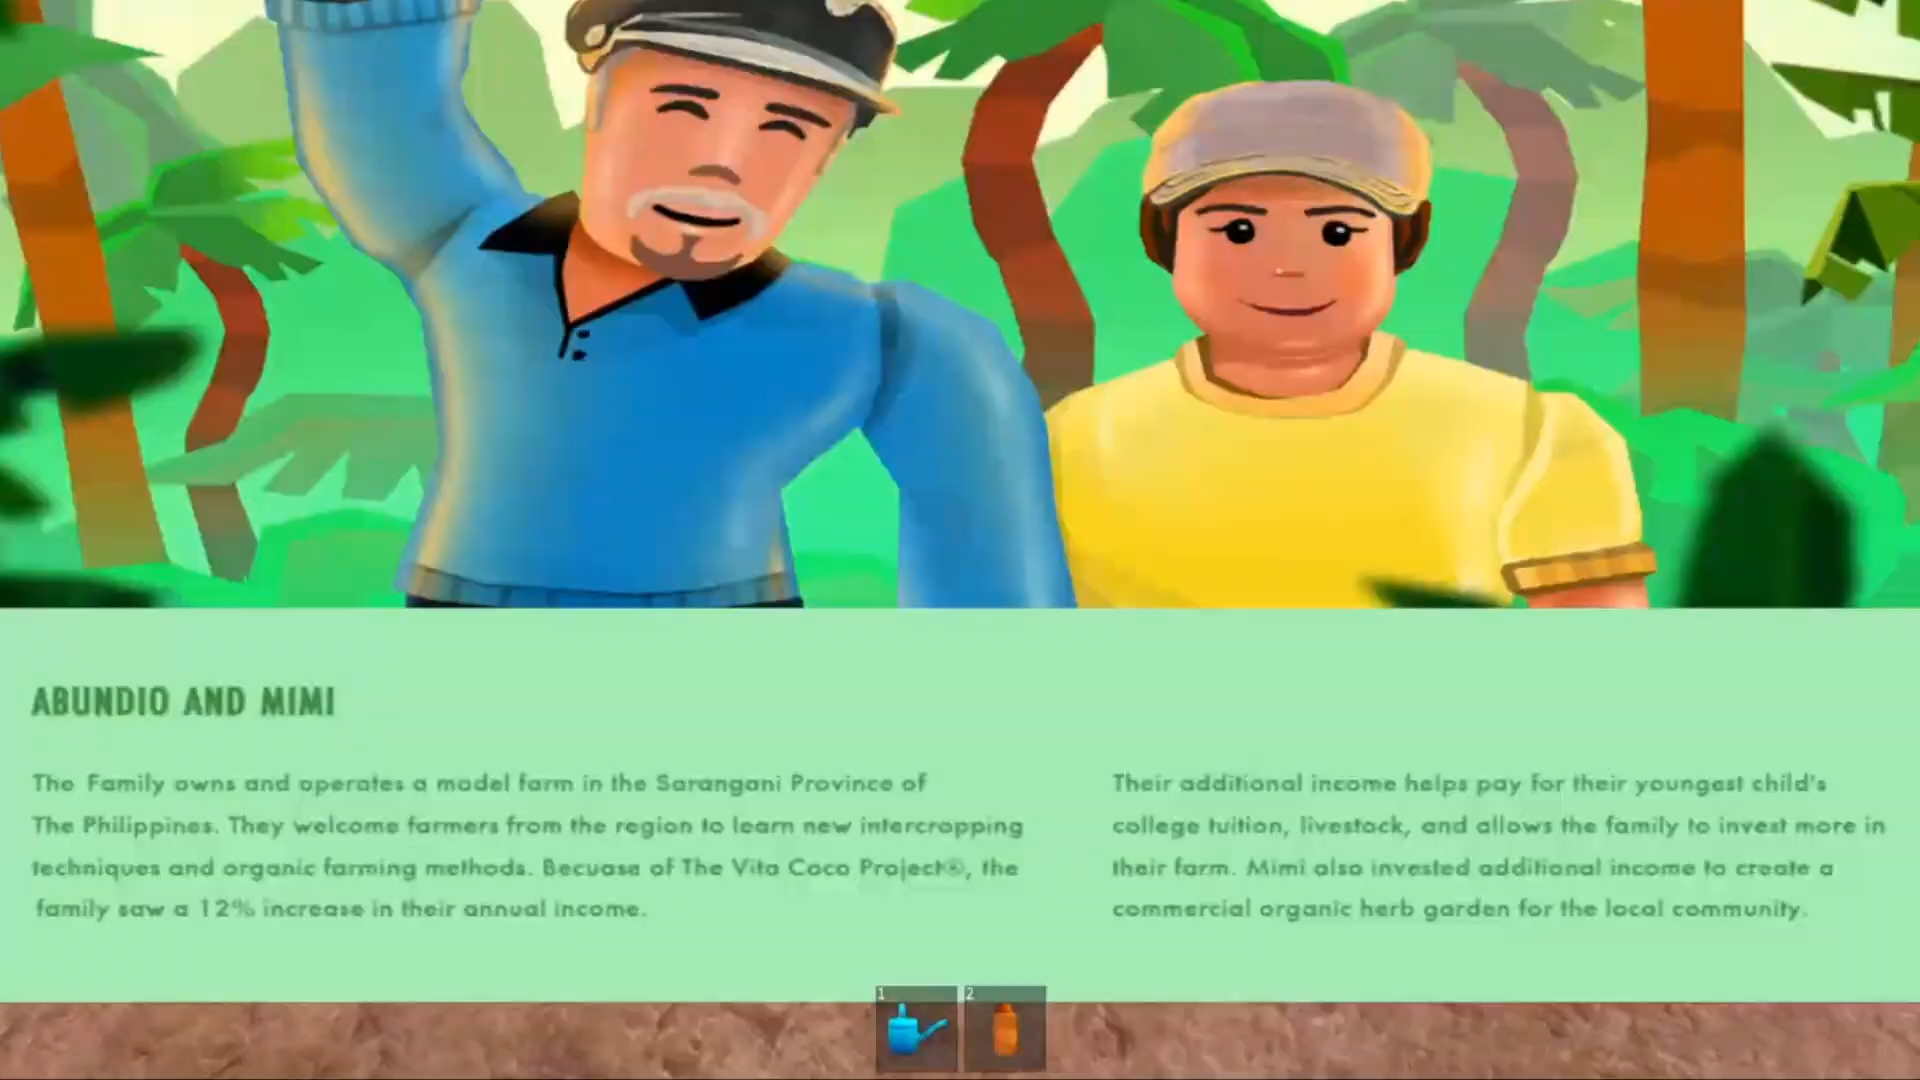 ABUNDIO AND MIMI
The Family owns and operates a model farm in the Sarangani Province of
The Philippines. They welcome farmers from the region to learn new intercropping
techniques and organic farming methods. Becuase of The Vita Coco Project®, the
family saw a 12% increase in their annual income.
Their additional income helps pay for their youngest child's
college tuition, livestock, and allows the family to invest more in
their farm. Mimi also invested additional income to create a
commercial organic herb garden for the local community.
1
2